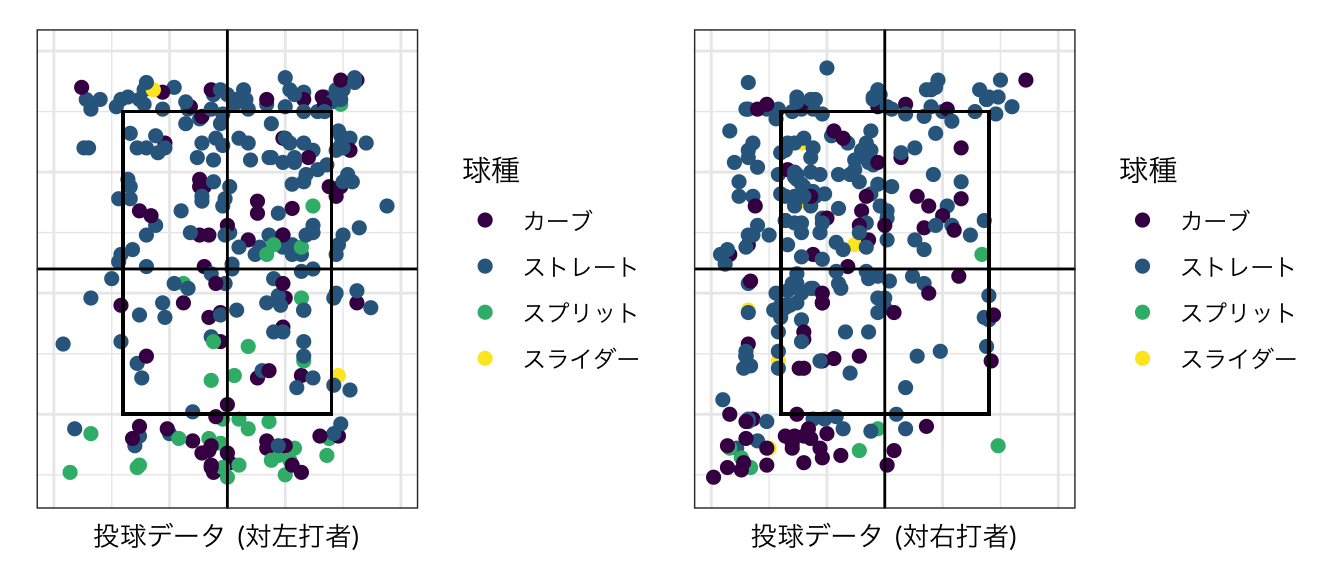 球種
カーブ
ストレート
スプリット
スライダー
投球データ (対左打者)
球種
カーブ
ストレート
スプリット
スライダー
投球データ (対右打者)